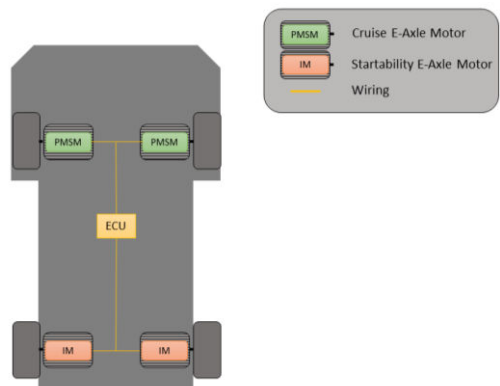 PMSM Cruise E-Axle Motor
IM Startability E-Axle Motor
Wiring
PMSM PMSM
ECU
IM IM